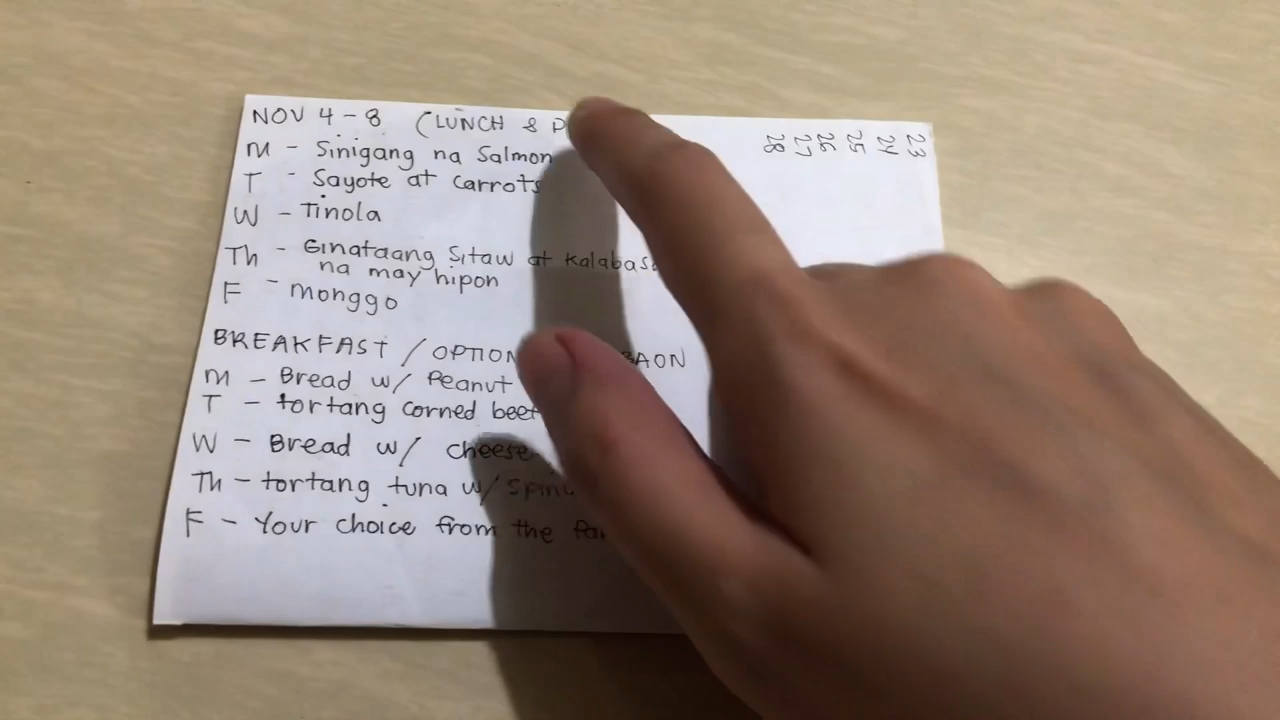 NOV 4 - 8 (LUNCH &
M - Sinigang na Salmon
T - Sayote at carrots
W - Tinola
Th - Ginataang Sitaw at
na may hipon
F - Monggo
BREAKFAST /
M - Bread w/ Peanut
T - tortang corned beef
W - Bread w/ cheese
Th - tortang tuna w/
F - Your choice from the
23
24
25
26
27
28